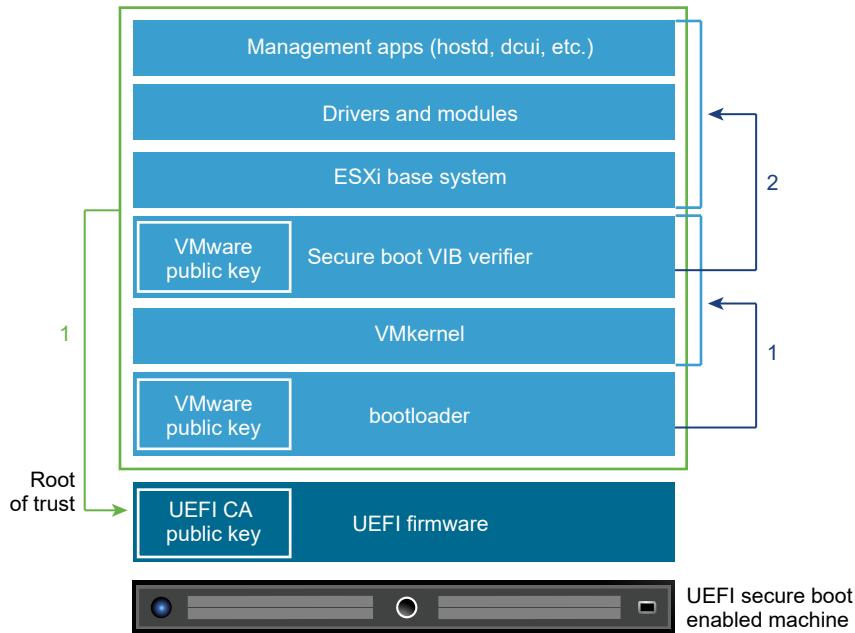 Management apps (hostd, dcui, etc.)
Drivers and modules
ESXi base system
2
VMware
public key
Secure boot VIB verifier
1
VMkernel
1
VMware
public key
bootloader
Root
of trust
UEFI CA
public key
UEFI firmware
UEFI secure boot
enabled machine